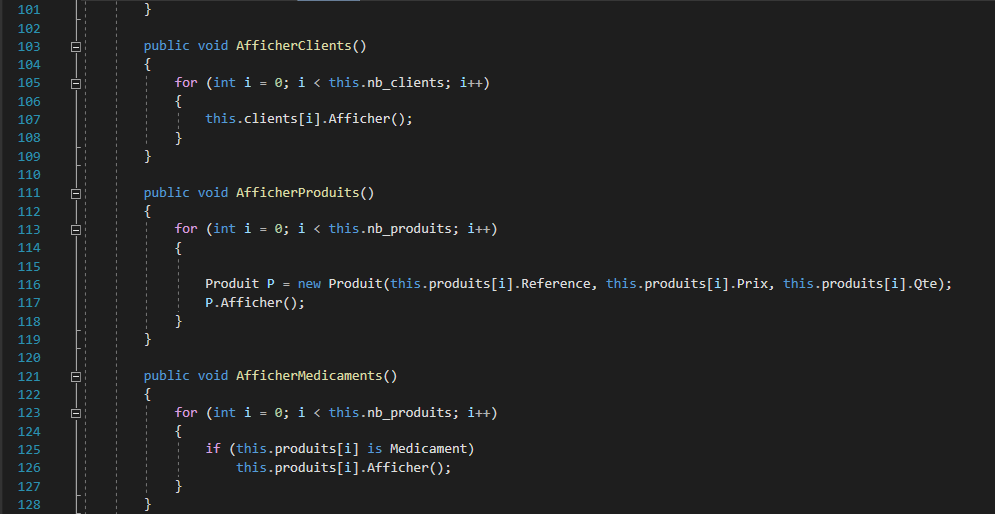 101 }
102
103 public void AfficherClients()
104 {
105 for (int i = 0; i < this.nb_clients; i++)
106 {
107 this.clients[i].Afficher();
108 }
109 }
110
111 public void AfficherProduits()
112 {
113 for (int i = 0; i < this.nb_produits; i++)
114 {
115
116 Produit P = new Produit(this.produits[i].Reference, this.produits[i].Prix, this.produits[i].Qte);
117 P.Afficher();
118 }
119 }
120
121 public void AfficherMedicaments()
122 {
123 for (int i = 0; i < this.nb_produits; i++)
124 {
125 if (this.produits[i] is Medicament)
126 this.produits[i].Afficher();
127 }
128 }